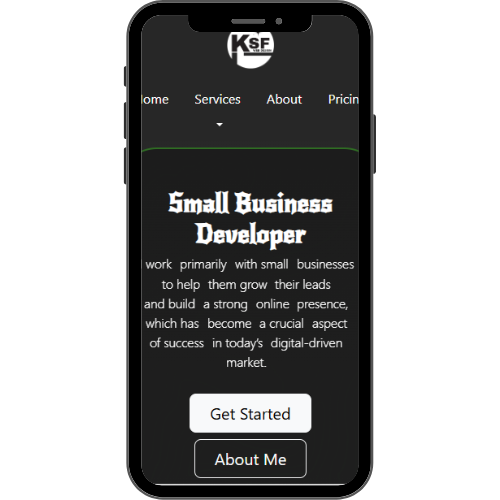 KSF
ome Services About Pricin
Small Business
Developer
work primarily with small businesses
to help them grow their leads
and build a strong online presence,
which has become a crucial aspect
of success in today's digital-driven
market.
Get Started
About Me